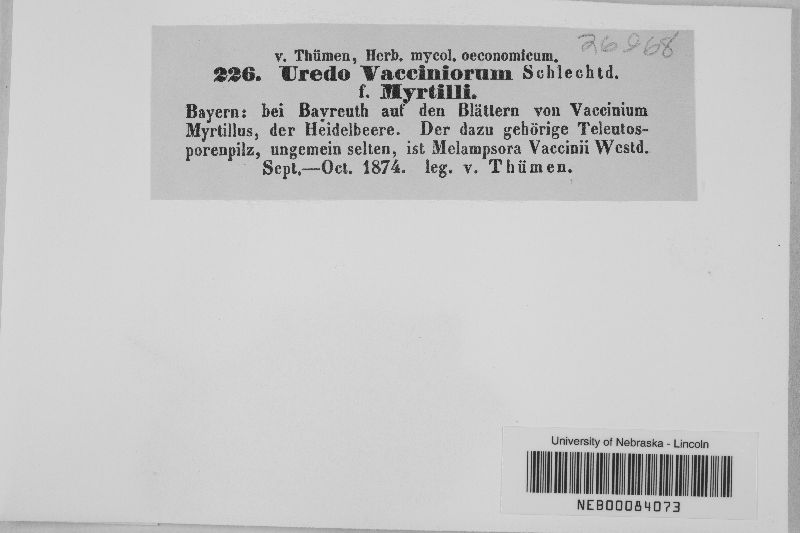 26968
v. Thümen, Herb. mycol. oeconomicum.
226. Uredo Vacciniorum Schlechtd.
f. Myrtilli.
Bayern: bei Bayreuth auf den Blättern von Vaccinium
Myrtillus, der Heidelbeere. Der dazu gehörige Teleutos-
porenpilz, ungemein selten, ist Melampsora Vaccinii Westd.
Sept.—Oct. 1874. leg. v. Thümen.
University of Nebraska - Lincoln
NEB00084073